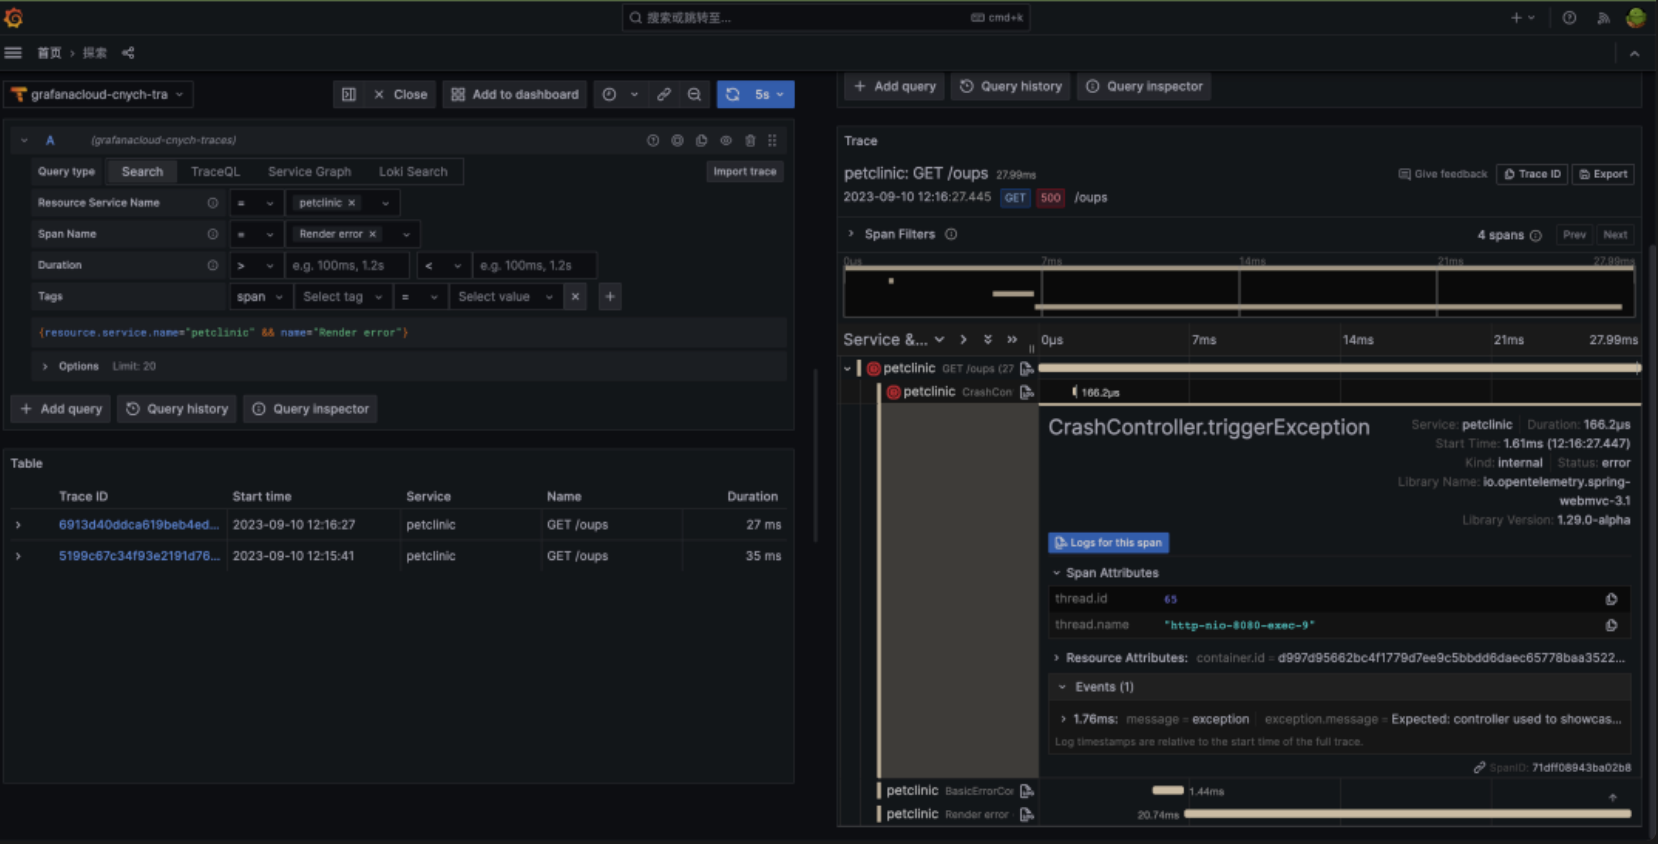 搜索或跳转至...
cmd+k
首页 › 探索
grafanacloud-cnych-tra
Close
Add to dashboard
5s
A
(grafanacloud-cnych-traces)
Query type
Search
TraceQL
Service Graph
Loki Search
Import trace
Resource Service Name
=
petclinic ×
Span Name
=
Render error ×
Duration
>
e.g. 100ms, 1.2s
<
e.g. 100ms, 1.2s
Tags
span
Select tag
=
Select value
{resource.service.name="petclinic" && name="Render error"}
Options Limit: 20
+ Add query
Query history
Query inspector
Table
Trace ID Start time Service Name Duration
6913d40ddca619beb4ed... 2023-09-10 12:16:27 petclinic GET /oups 27 ms
5199c67c34f93e2191d76... 2023-09-10 12:15:41 petclinic GET /oups 35 ms
+ Add query
Query history
Query inspector
Trace
petclinic: GET /oups 27.99ms
Give feedback
Trace ID
Export
2023-09-10 12:16:27.445 GET 500 /oups
Span Filters
4 spans
Prev
Next
0µs 7ms 14ms 21ms 27.99ms
Service &...
0µs 7ms 14ms 21ms 27.99ms
petclinic GET /oups (27
petclinic CrashCon
166.2µs
CrashController.triggerException
Service: petclinic
Duration: 166.2µs
Start Time: 1.61ms (12:16:27.447)
Kind: internal
Status: error
Library Name: io.opentelemetry.spring-
webmvc-3.1
Library Version: 1.29.0-alpha
Logs for this span
Span Attributes
thread.id 65
thread.name "http-nio-8080-exec-9"
Resource Attributes: container.id = d997d95662bc4f1779d7ee9c5bbdd6daec65778baa3522...
Events (1)
1.76ms: message = exception exception.message = Expected: controller used to showcas...
Log timestamps are relative to the start time of the full trace.
SpanID: 71dff08943ba02b8
petclinic BasicErrorCo
1.44ms
petclinic Render error
20.74ms